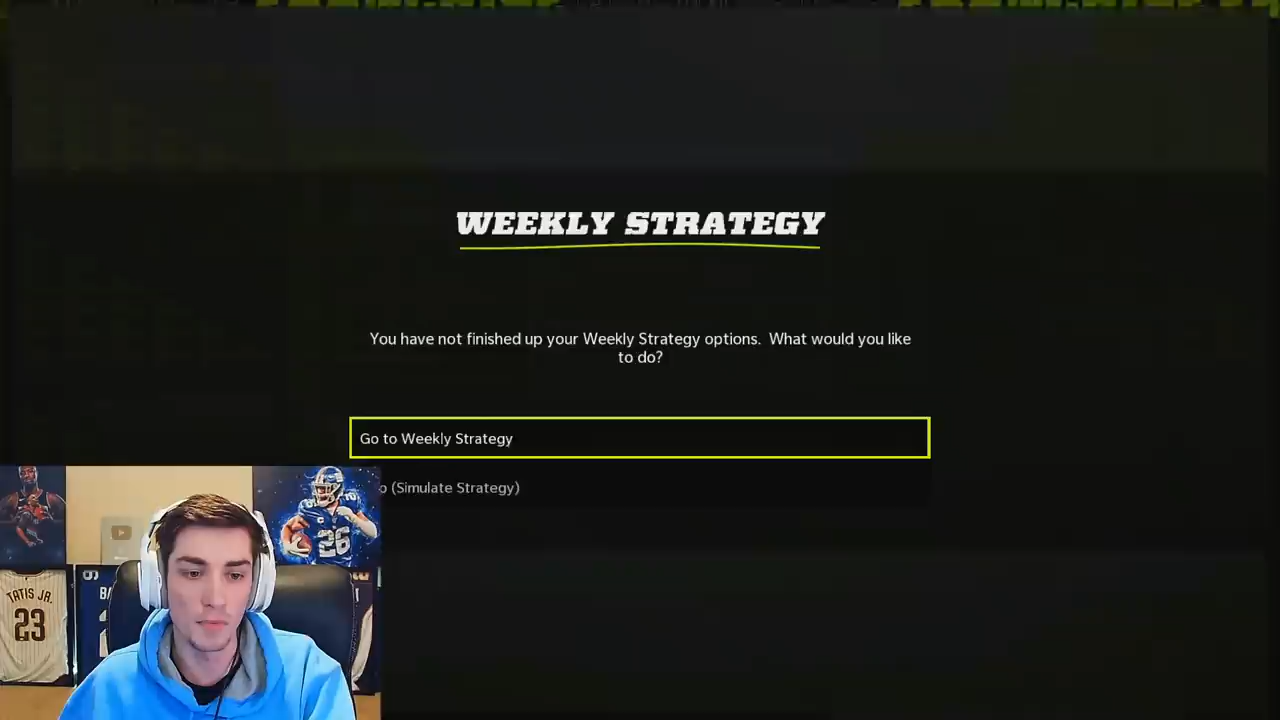 WEEKLY STRATEGY
You have not finished up your Weekly Strategy options. What would you like
to do?
Go to Weekly Strategy
(Simulate Strategy)
26
TATIS JR.
23